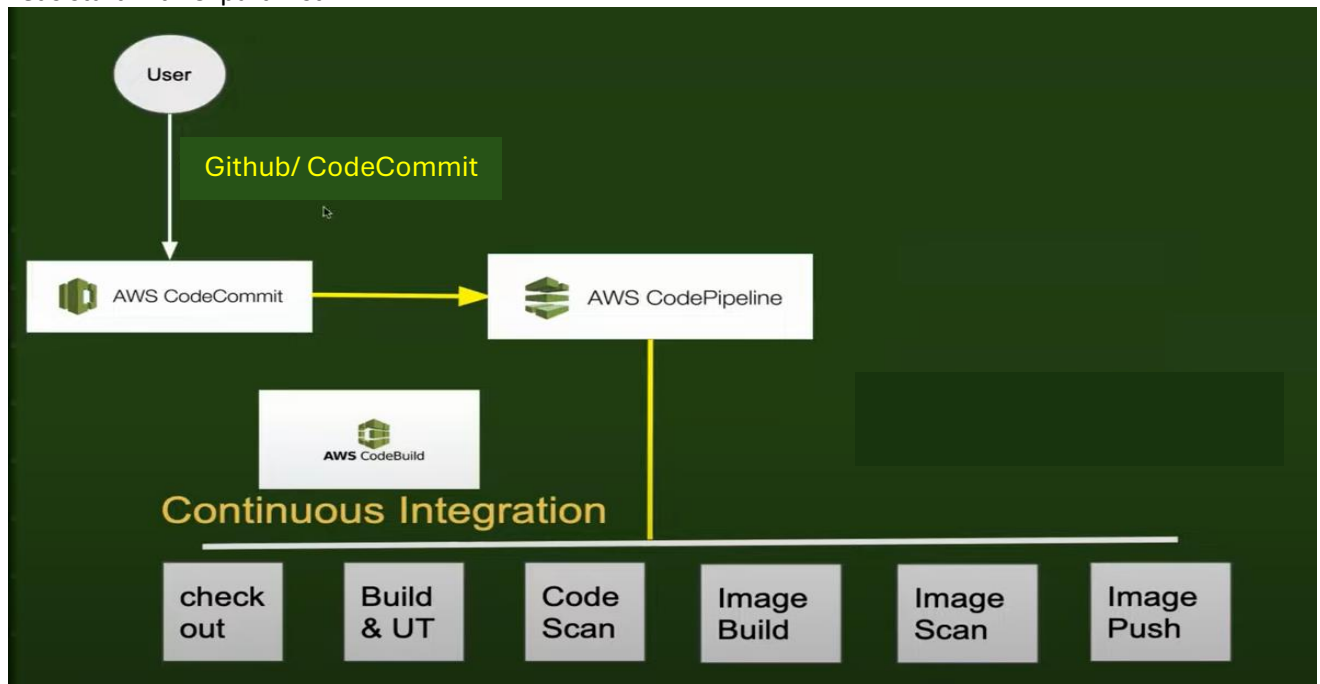 User
Github/ CodeCommit
AWS CodeCommit
AWS CodePipeline
AWS CodeBuild
Continuous Integration
check
out
Build
& UT
Code
Scan
Image
Build
Image
Scan
Image
Push